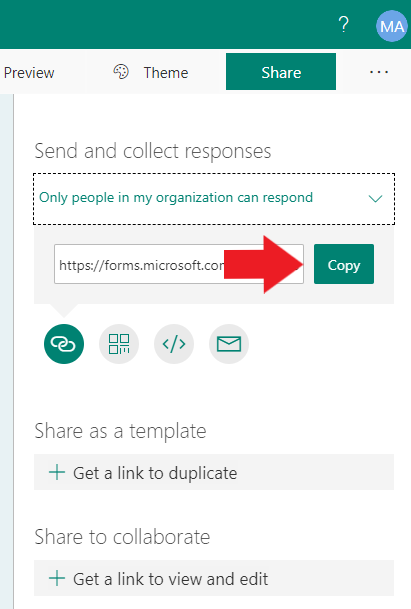 ?
MA
Preview
Theme
Share
...
Send and collect responses
Only people in my organization can respond
https://forms.microsoft.co
Copy
Share as a template
+ Get a link to duplicate
Share to collaborate
+ Get a link to view and edit